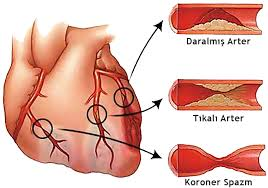 Daralmış Arter
Tıkalı Arter
Koroner Spazm